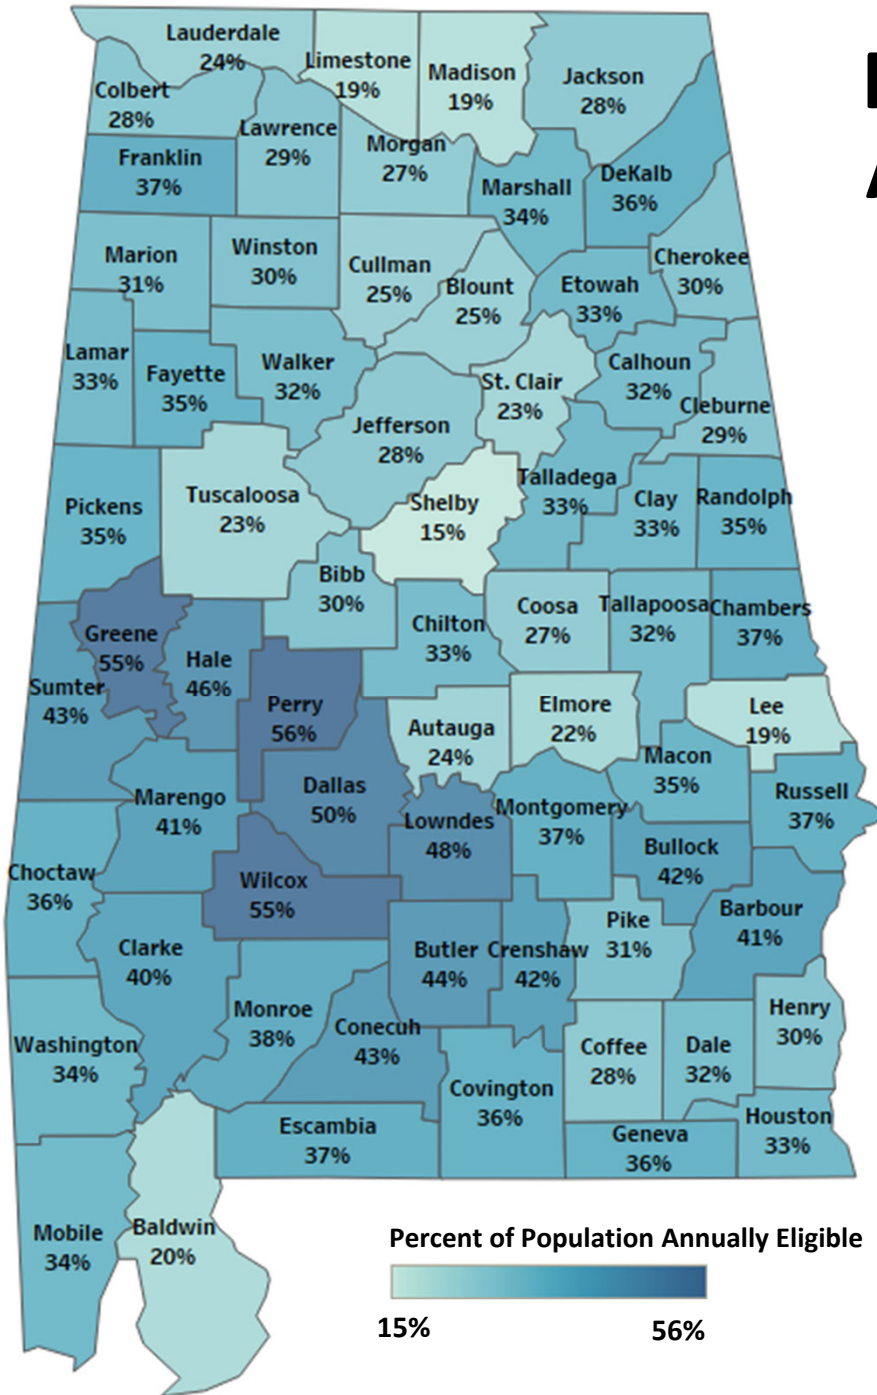 Lauderdale
24%
Limestone
19%
Madison
19%
Jackson
28%
Colbert
28%
Lawrence
29%
Morgan
27%
Franklin
37%
Marshall
34%
DeKalb
36%
Marion
31%
Winston
30%
Cullman
25%
Blount
25%
Etowah
33%
Cherokee
30%
Lamar
33%
Fayette
35%
Walker
32%
St. Clair
23%
Calhoun
32%
Cleburne
29%
Jefferson
28%
Pickens
35%
Tuscaloosa
23%
Shelby
15%
Talladega
33%
Clay
33%
Randolph
35%
Bibb
30%
Chilton
33%
Coosa
27%
Tallapoosa
32%
Chambers
37%
Greene
55%
Hale
46%
Sumter
43%
Perry
56%
Autauga
24%
Elmore
22%
Lee
19%
Macon
35%
Dallas
50%
Marengo
41%
Lowndes
48%
Montgomery
37%
Russell
37%
Bullock
42%
Choctaw
36%
Wilcox
55%
Barbour
41%
Clarke
40%
Butler
44%
Crenshaw
42%
Pike
31%
Monroe
38%
Conecuh
43%
Henry
30%
Washington
34%
Coffee
28%
Dale
32%
Covington
36%
Escambia
37%
Geneva
36%
Houston
33%
Mobile
34%
Baldwin
20%
Percent of Population Annually Eligible
15%
56%